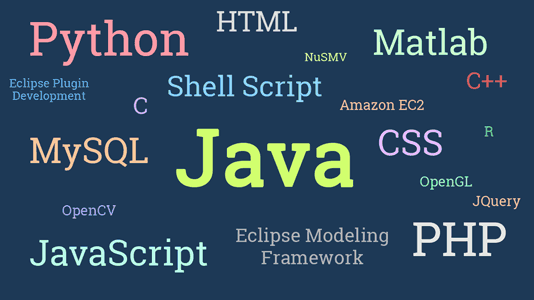 HTML
Python
Matlab
NuSMV
Eclipse Plugin
Development
Shell Script
C++
C
Amazon EC2
Java
CSS
R
MySQL
OpenGL
JQuery
OpenCV
JavaScript
Eclipse Modeling
Framework
PHP